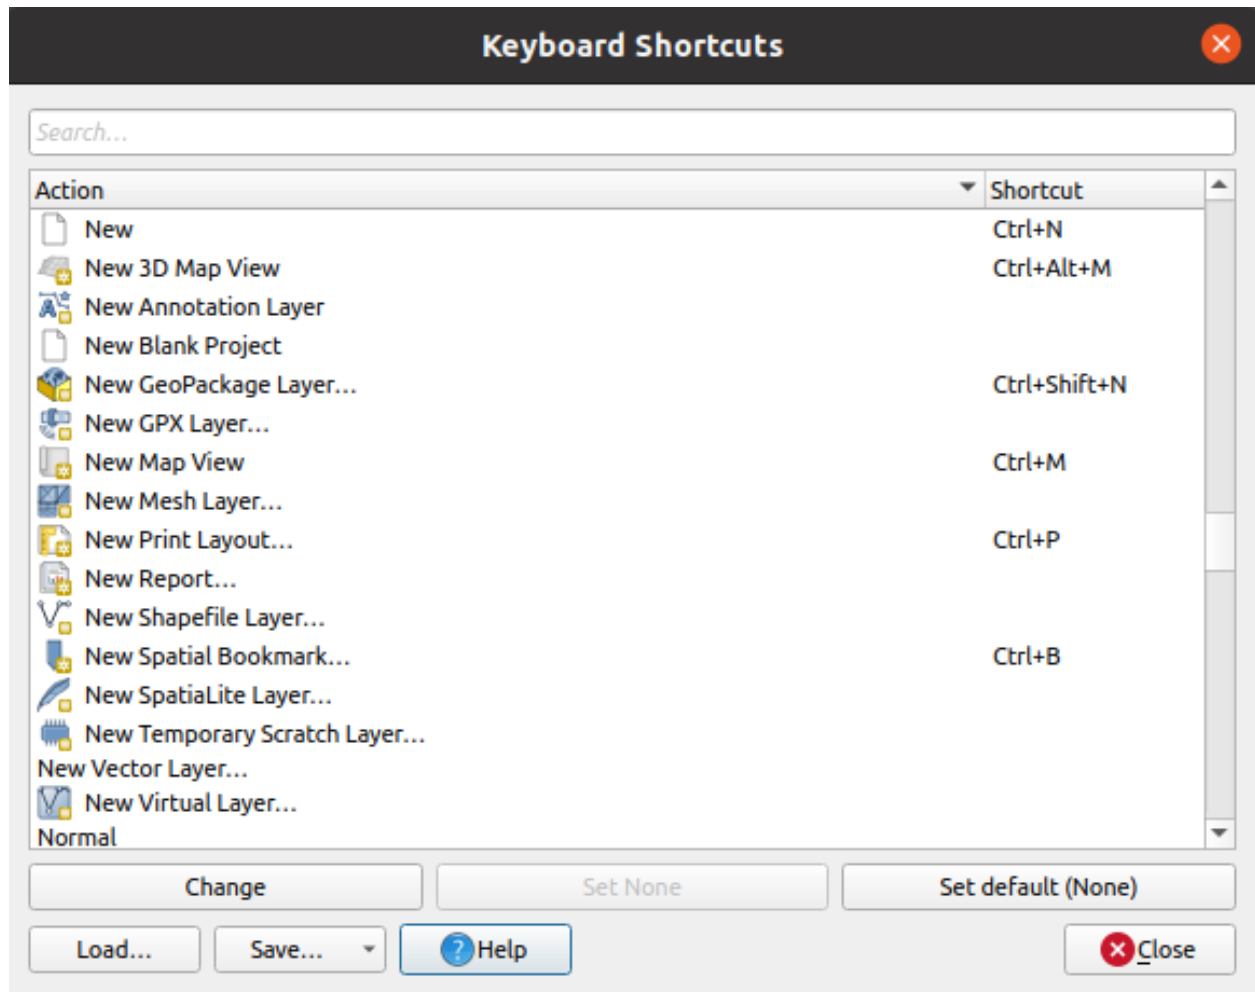 Keyboard Shortcuts
Search...
Action Shortcut
New Ctrl+N
New 3D Map View Ctrl+Alt+M
New Annotation Layer
New Blank Project
New GeoPackage Layer... Ctrl+Shift+N
New GPX Layer...
New Map View Ctrl+M
New Mesh Layer...
New Print Layout... Ctrl+P
New Report...
New Shapefile Layer...
New Spatial Bookmark... Ctrl+B
New SpatiaLite Layer...
New Temporary Scratch Layer...
New Vector Layer...
New Virtual Layer...
Normal
Change Set None Set default (None)
Load... Save... Help Close